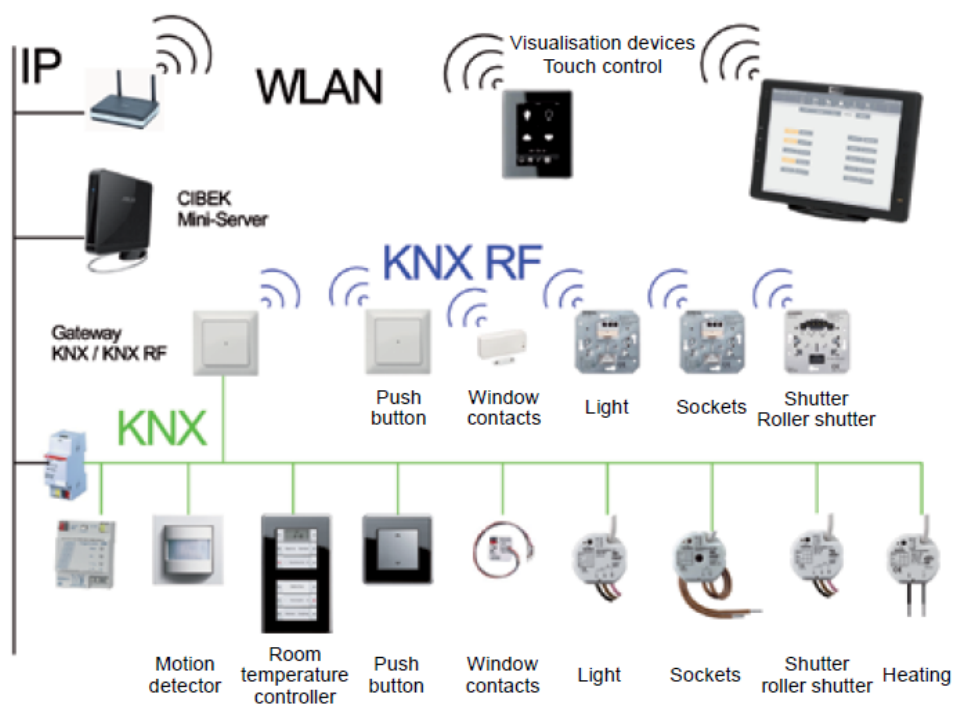 IP
WLAN
Visualisation devices
Touch control
CIBEK
Mini-Server
KNX RF
Gateway
KNX / KNX RF
Push
button
Window
contacts
Light
Sockets
Shutter
Roller shutter
KNX
Motion
detector
Room
temperature
controller
Push
button
Window
contacts
Light
Sockets
Shutter
roller shutter
Heating